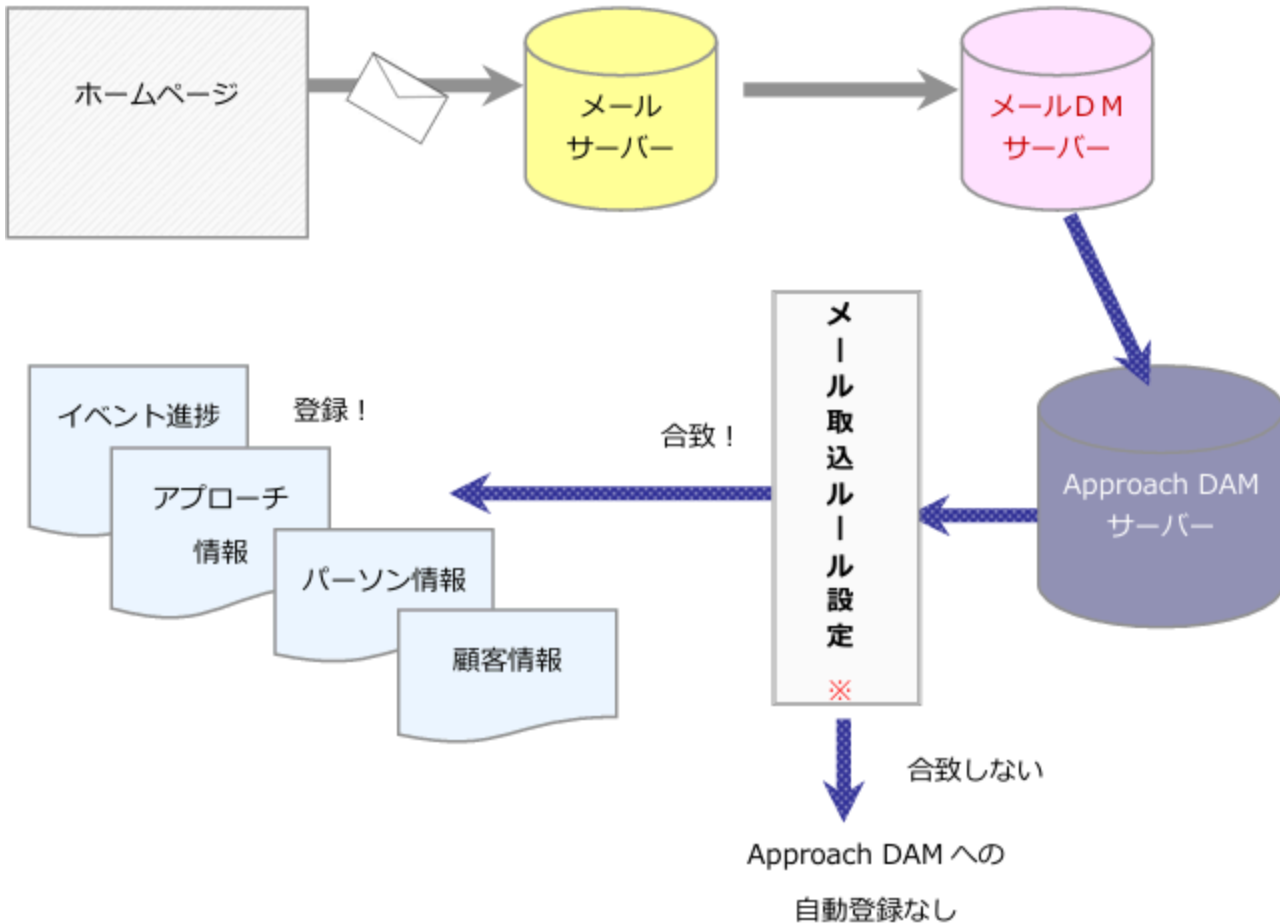 ホームページ
メール
サーバー
メールＤＭ
サーバー
メール取込ルール設定
※
Approach DAM
サーバー
合致！
登録！
イベント進捗
アプローチ
情報
パーソン情報
顧客情報
合致しない
Approach DAM への
自動登録なし